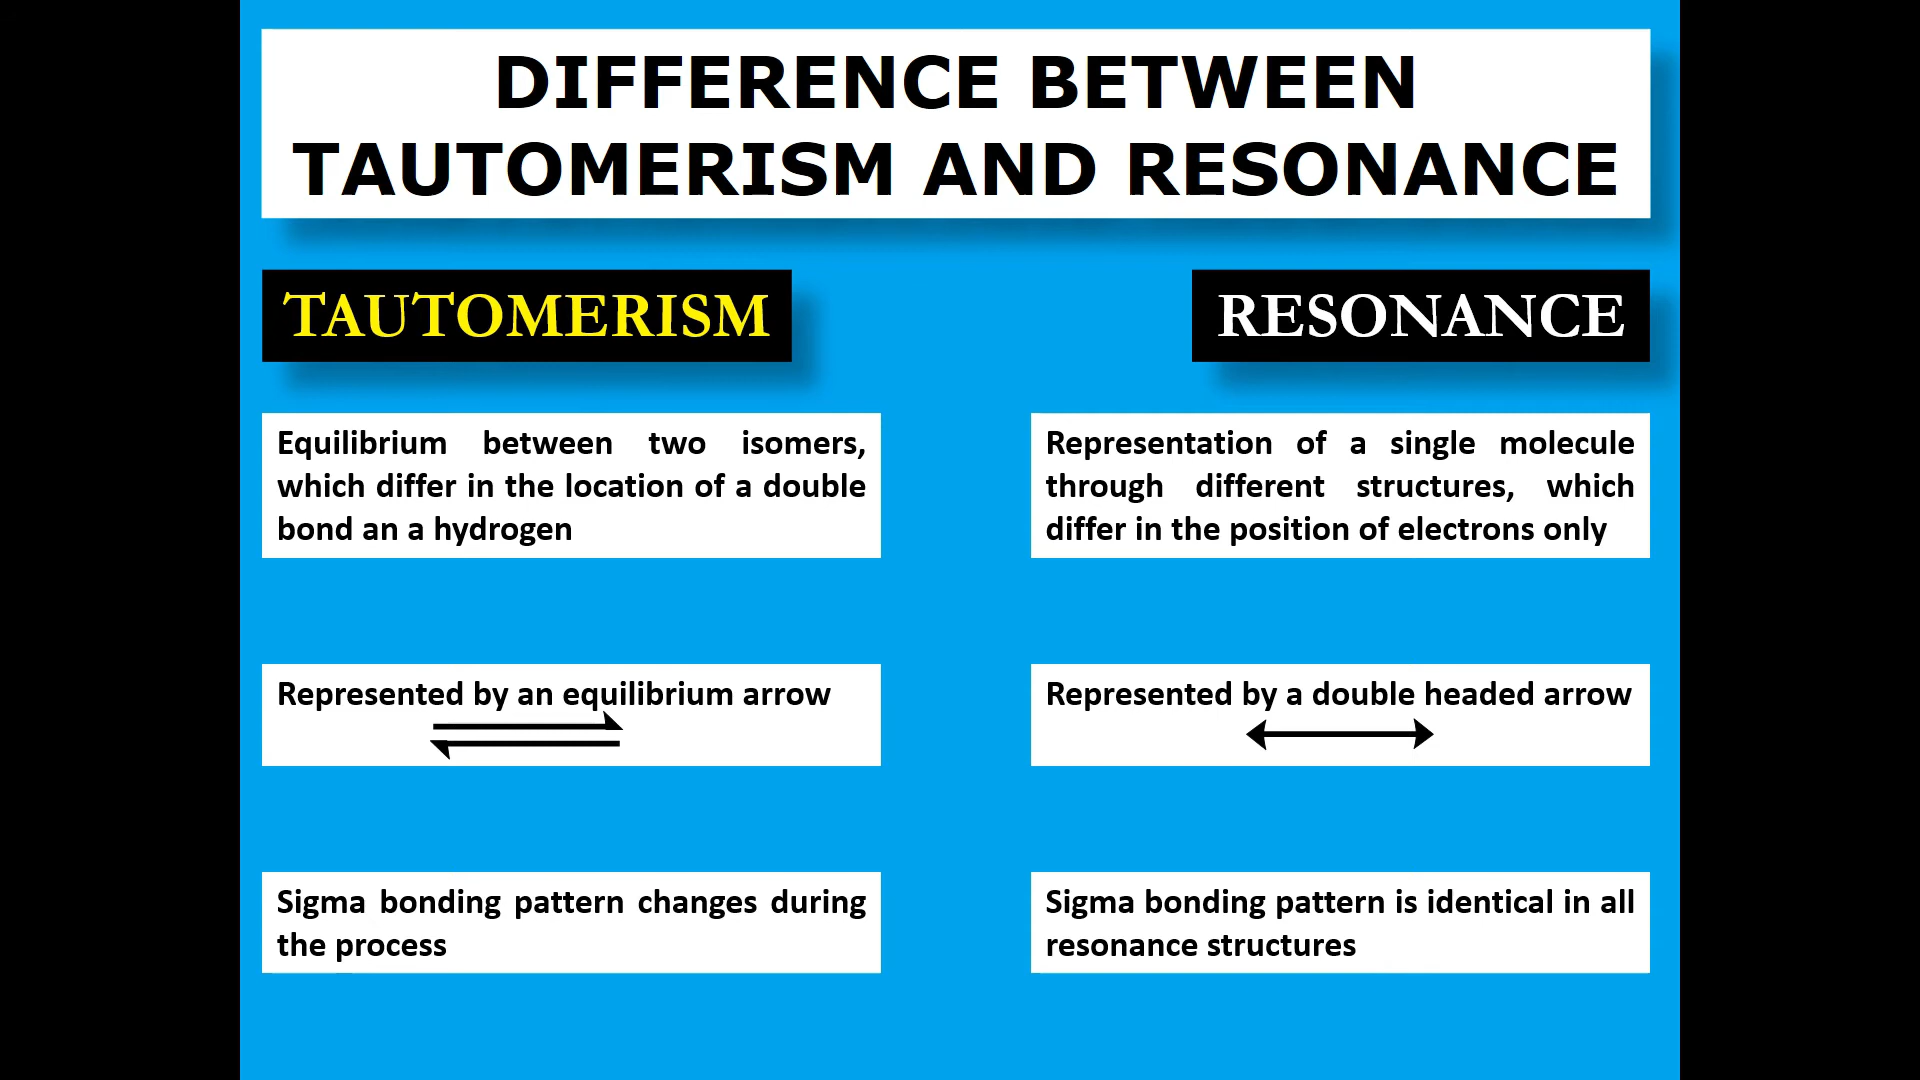 DIFFERENCE BETWEEN
TAUTOMERISM AND RESONANCE
TAUTOMERISM
RESONANCE
Equilibrium between two isomers,
which differ in the location of a double
bond an a hydrogen
Representation of a single molecule
through different structures, which
differ in the position of electrons only
Represented by an equilibrium arrow
Represented by a double headed arrow
Sigma bonding pattern changes during
the process
Sigma bonding pattern is identical in all
resonance structures